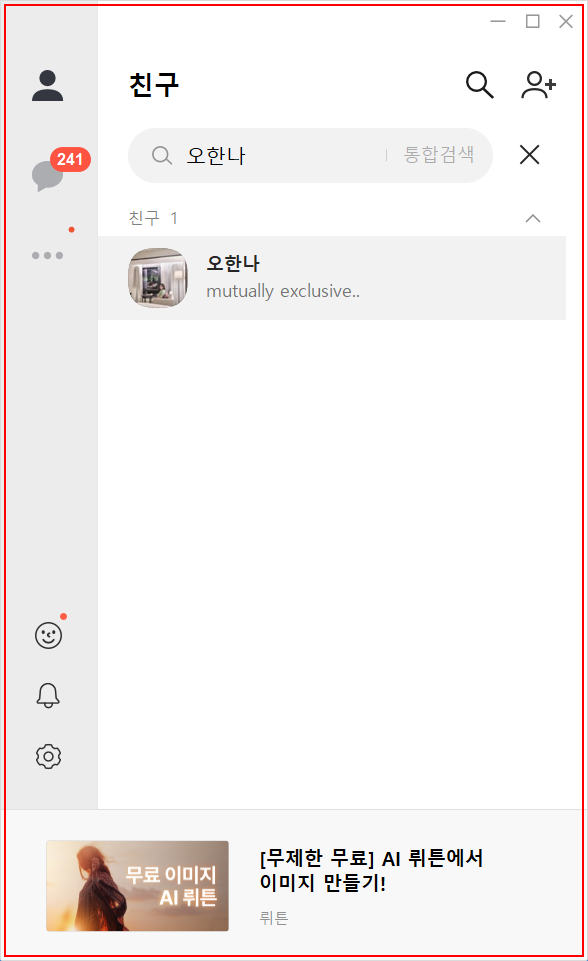 친구
241
오한나
통합검색
친구 1
오한나
mutually exclusive..
무료 이미지
AI 뤼튼
[무제한 무료] AI 뤼튼에서
이미지 만들기!
뤼튼